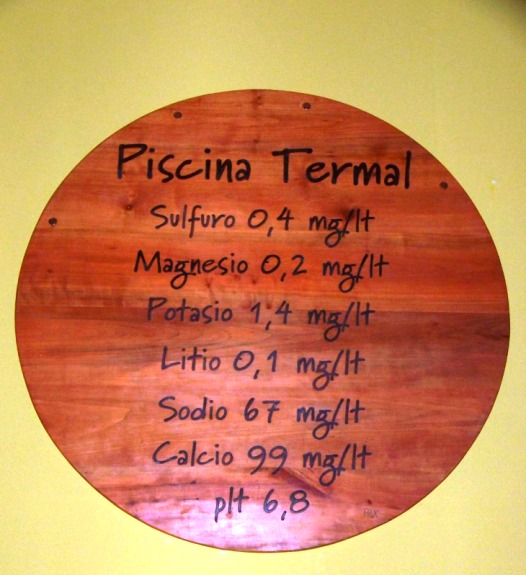 Piscina Termal
Sulfuro 0,4 mg/lt
Magnesio 0,2 mg/lt
Potasio 1,4 mg/lt
Litio 0,1 mg/lt
Sodio 67 mg/lt
Calcio 99 mg/lt
plt 6,8